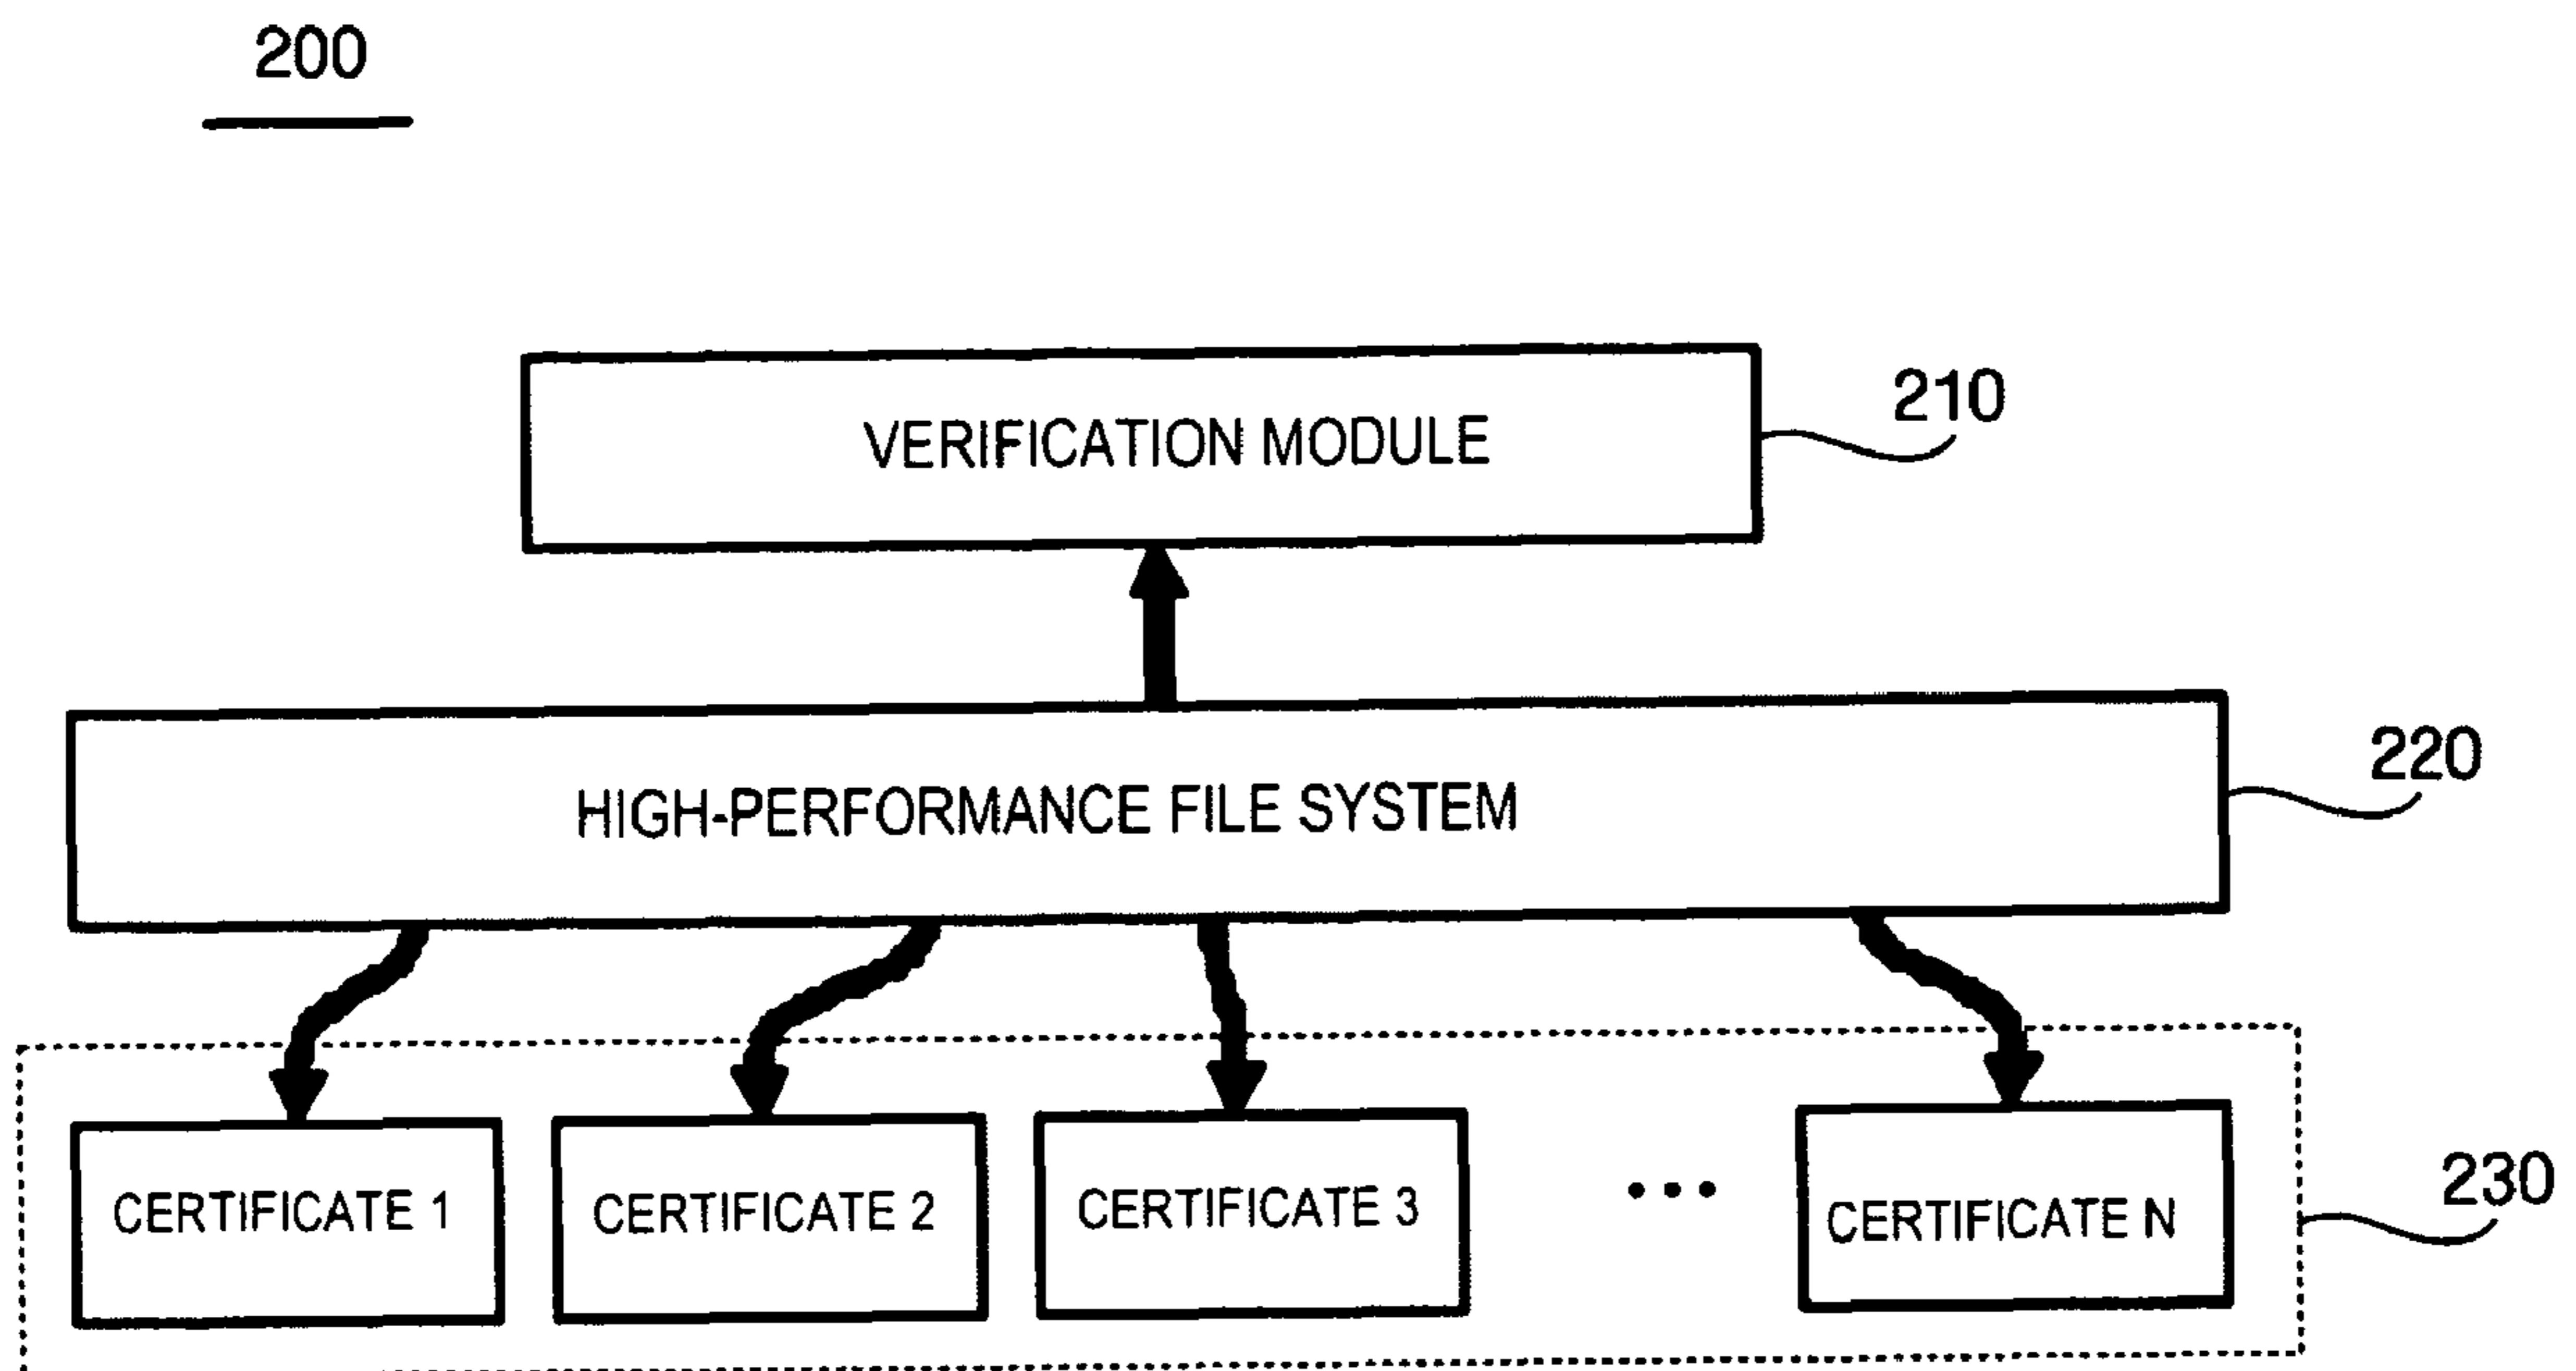 200
VERIFICATION MODULE
210
HIGH-PERFORMANCE FILE SYSTEM
220
CERTIFICATE 1
CERTIFICATE 2
CERTIFICATE 3
...
CERTIFICATE N
230